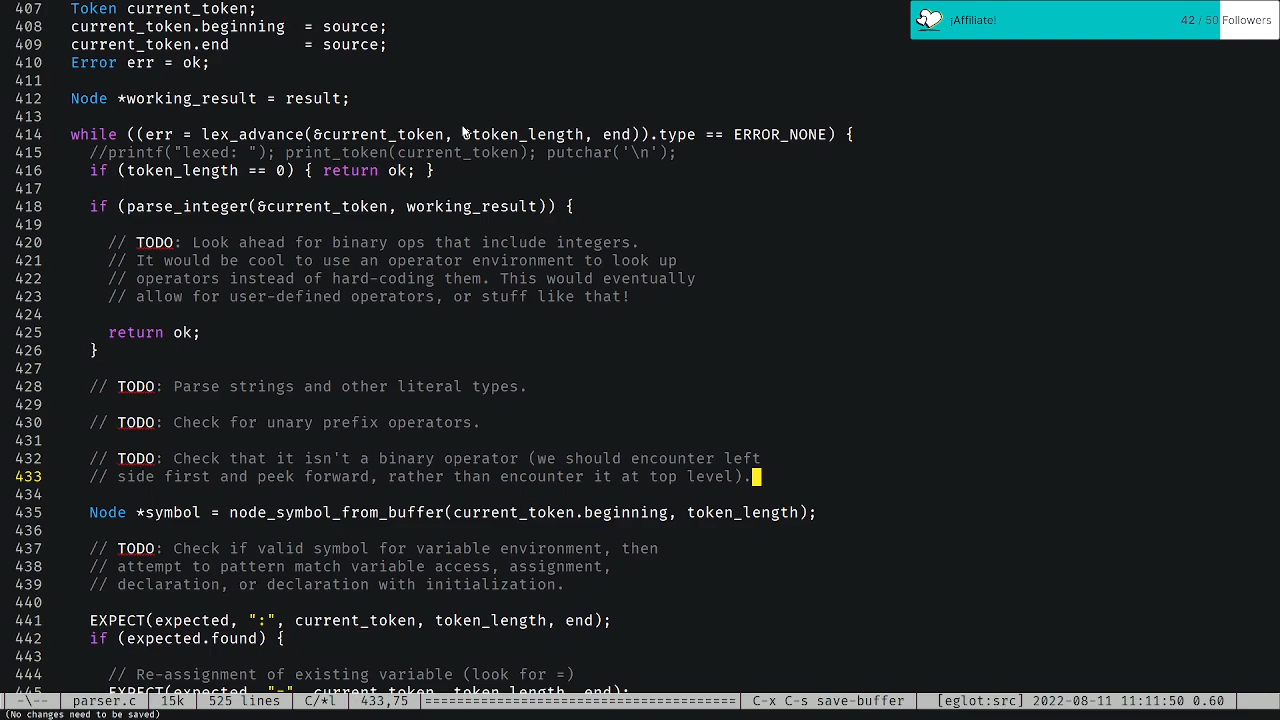 407 Token current_token;
408 current_token.beginning = source;
409 current_token.end = source;
410 Error err = ok;
411
412 Node *working_result = result;
413
414 while ((err = lex_advance(&current_token, &token_length, end)).type == ERROR_NONE) {
415 //printf("lexed: "); print_token(current_token); putchar('\n');
416 if (token_length == 0) { return ok; }
417
418 if (parse_integer(&current_token, working_result)) {
419
420 // TODO: Look ahead for binary ops that include integers.
421 // It would be cool to use an operator environment to look up
422 // operators instead of hard-coding them. This would eventually
423 // allow for user-defined operators, or stuff like that!
424
425 return ok;
426 }
427
428 // TODO: Parse strings and other literal types.
429
430 // TODO: Check for unary prefix operators.
431
432 // TODO: Check that it isn't a binary operator (we should encounter left
433 // side first and peek forward, rather than encounter it at top level).
434
435 Node *symbol = node_symbol_from_buffer(current_token.beginning, token_length);
436
437 // TODO: Check if valid symbol for variable environment, then
438 // attempt to pattern match variable access, assignment,
439 // declaration, or declaration with initialization.
440
441 EXPECT(expected, ":", current_token, token_length, end);
442 if (expected.found) {
443
444 // Re-assignment of existing variable (look for =)
445 EXPECT(expected, "=", current_token, token_length, end);
¡Affiliate! 42 / 50 Followers
-\-- parser.c 15k 525 lines C/*l 433,75 ================================= C-x C-s save-buffer [eglot:src] 2022-08-11 11:11:50 0.60
(No changes need to be saved)